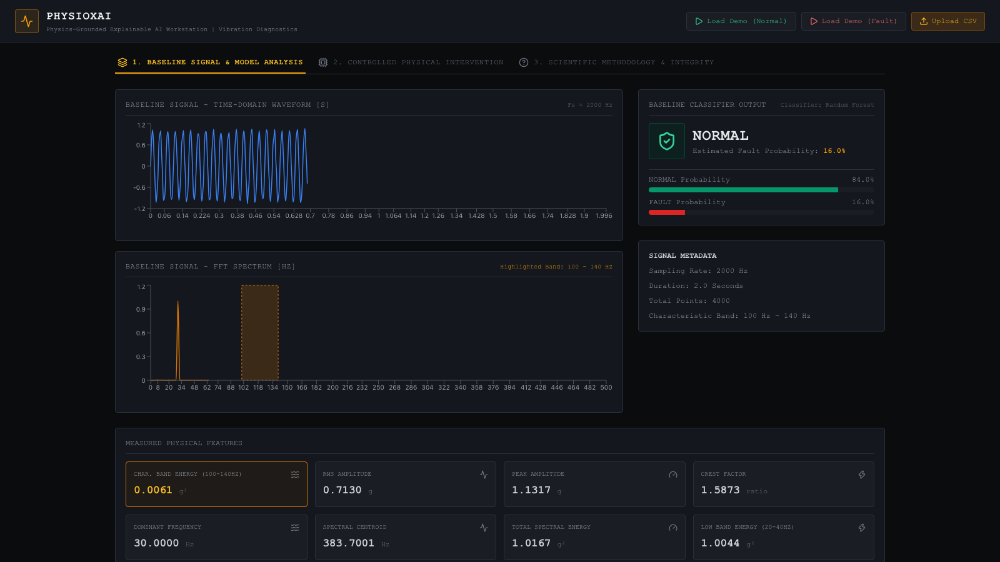 PHYSIOXAI
Physics-Grounded Explainable AI Workstation | Vibration Diagnostics
Load Demo (Normal)
Load Demo (Fault)
Upload CSV
1. BASELINE SIGNAL & MODEL ANALYSIS
2. CONTROLLED PHYSICAL INTERVENTION
3. SCIENTIFIC METHODOLOGY & INTEGRITY
BASELINE SIGNAL - TIME-DOMAIN WAVEFORM [S]
Fs = 2000 Hz
1.2
0.6
0
-0.6
-1.2
0 0.06 0.14 0.224 0.3 0.38 0.46 0.54 0.628 0.7 0.78 0.86 0.94 1 1.064 1.14 1.2 1.26 1.34 1.428 1.5 1.58 1.66 1.74 1.828 1.9 1.996
BASELINE CLASSIFIER OUTPUT
Classifier: Random Forest
NORMAL
Estimated Fault Probability: 16.0%
NORMAL Probability 84.0%
FAULT Probability 16.0%
BASELINE SIGNAL - FFT SPECTRUM [HZ]
Highlighted Band: 100 - 140 Hz
1.2
0.9
0.6
0.3
0
0 8 20 34 48 62 74 88 102 118 134 150 166 182 200 216 232 250 268 286 304 322 340 358 376 394 412 428 446 464 482 500
SIGNAL METADATA
Sampling Rate: 2000 Hz
Duration: 2.0 Seconds
Total Points: 4000
Characteristic Band: 100 Hz - 140 Hz
MEASURED PHYSICAL FEATURES
CHAR. BAND ENERGY (100-140HZ)
0.0061 g²
RMS AMPLITUDE
0.7130 g
PEAK AMPLITUDE
1.1317 g
CREST FACTOR
1.5873 ratio
DOMINANT FREQUENCY
30.0000 Hz
SPECTRAL CENTROID
383.7001 Hz
TOTAL SPECTRAL ENERGY
1.0167 g²
LOW BAND ENERGY (20-40HZ)
1.0044 g²